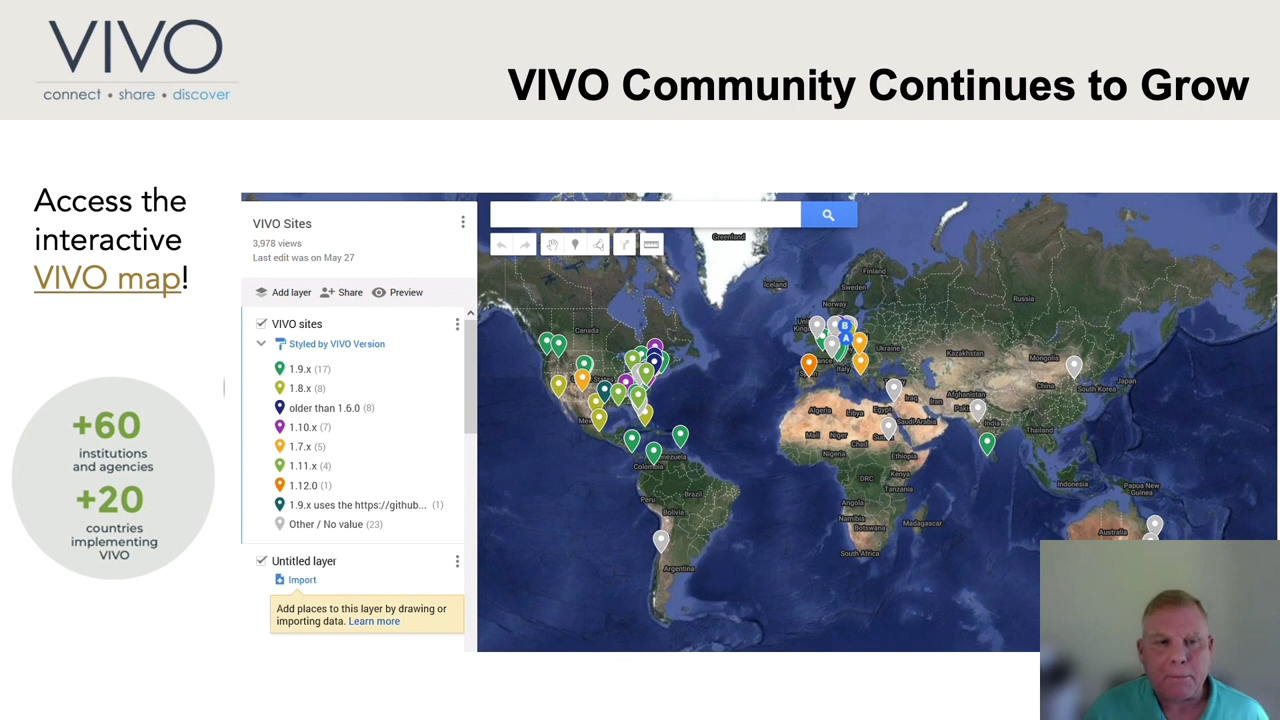 VIVO
connect • share • discover
VIVO Community Continues to Grow
Access the
interactive
VIVO map!
+60
institutions
and agencies
+20
countries
implementing
VIVO
VIVO Sites
3,978 views
Last edit was on May 27
Add layer
Share
Preview
VIVO sites
Styled by VIVO Version
1.9.x (17)
1.8.x (8)
older than 1.6.0 (8)
1.10.x (7)
1.7.x (5)
1.11.x (4)
1.12.0 (1)
1.9.x uses the https://github... (1)
Other / No value (23)
Untitled layer
Import
Add places to this layer by drawing or
importing data. Learn more
Greenland
Iceland
Finland
Sweden
Norway
Russia
Canada
B
A
Ukraine
Italy
Kazakhstan
Mongolia
China
South Korea
Japan
Afghanistan
Iraq
Iran
Algeria
Libya
Egypt
Saudi Arabia
India
Thailand
Mali
Niger
Chad
Nigeria
Ethiopia
Kenya
DRC
Tanzania
Angola
Namibia
Botswana
Madagascar
South Africa
Indonesia
Papua New
Guinea
Australia
Colombia
Peru
Brazil
Bolivia
Argentina